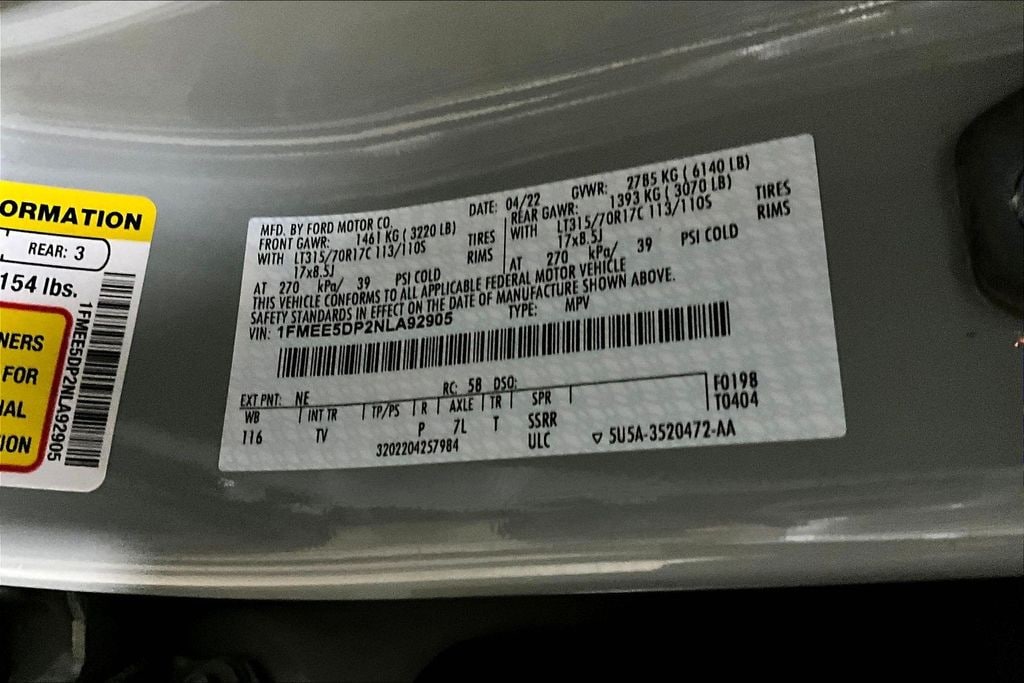 ORMATION
REAR: 3
154 lbs.
NERS
FOR
ION
1FMEE5DP2NLA92905
MFD. BY FORD MOTOR CO.
DATE: 04/22 GVWR: 2785 KG ( 6140 LB)
FRONT GAWR: 1461 KG ( 3220 LB)
WITH LT315/70R17C 113/110S TIRES
17x8.5J RIMS
AT 270 kPa/ 39 PSI COLD
REAR GAWR: 1393 KG ( 3070 LB)
WITH LT315/70R17C 113/110S TIRES
17x8.5J RIMS
AT 270 kPa/ 39 PSI COLD
THIS VEHICLE CONFORMS TO ALL APPLICABLE FEDERAL MOTOR VEHICLE
SAFETY STANDARDS IN EFFECT ON THE DATE OF MANUFACTURE SHOWN ABOVE.
VIN: 1FMEE5DP2NLA92905 TYPE: MPV
EXT PNT: NE RC: 58 DSO: F0198
WB INT TR TP/PS R AXLE TR SPR T0404
116 TV P 7L T SSRR
3202204257984 ULC 5U5A-3520472-AA